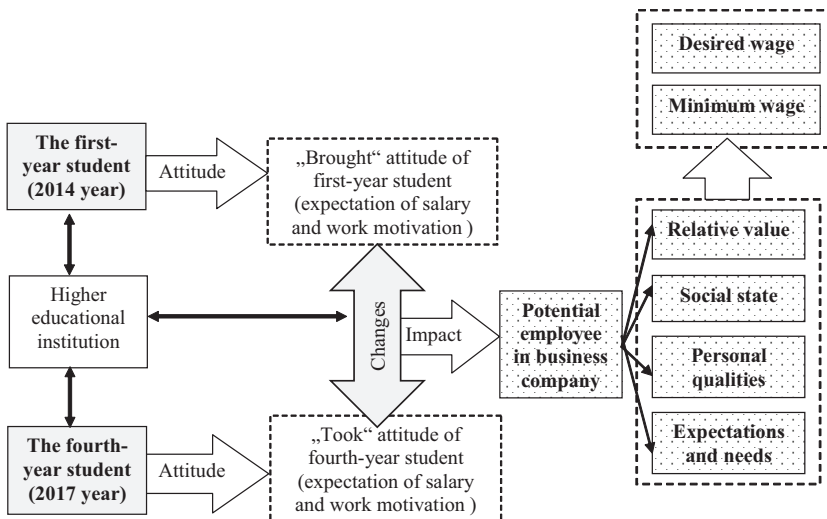 The first-
year student
(2014 year)
Attitude
„Brought“ attitude of
first-year student
(expectation of salary
and work motivation )
Higher
educational
institution
Changes
Impact
The fourth-
year student
(2017 year)
Attitude
„Took“ attitude of
fourth-year student
(expectation of salary
and work motivation )
Potential
employee
in business
company
Desired wage
Minimum wage
Relative value
Social state
Personal
qualities
Expectations
and needs